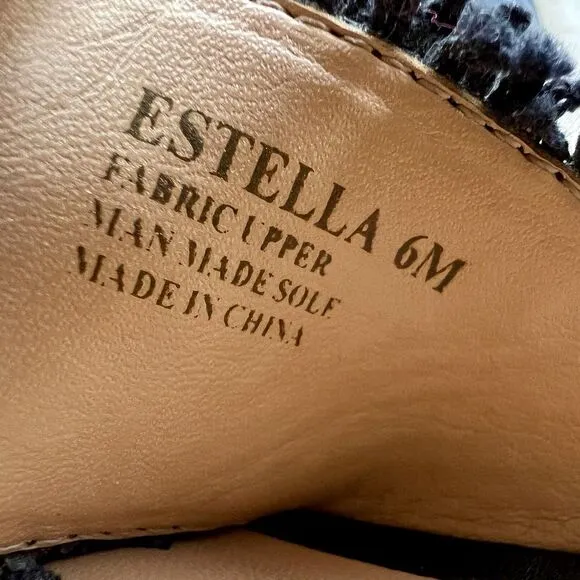 ESTELLA 6M
FABRIC UPPER
MAN MADE SOLE
MADE IN CHINA